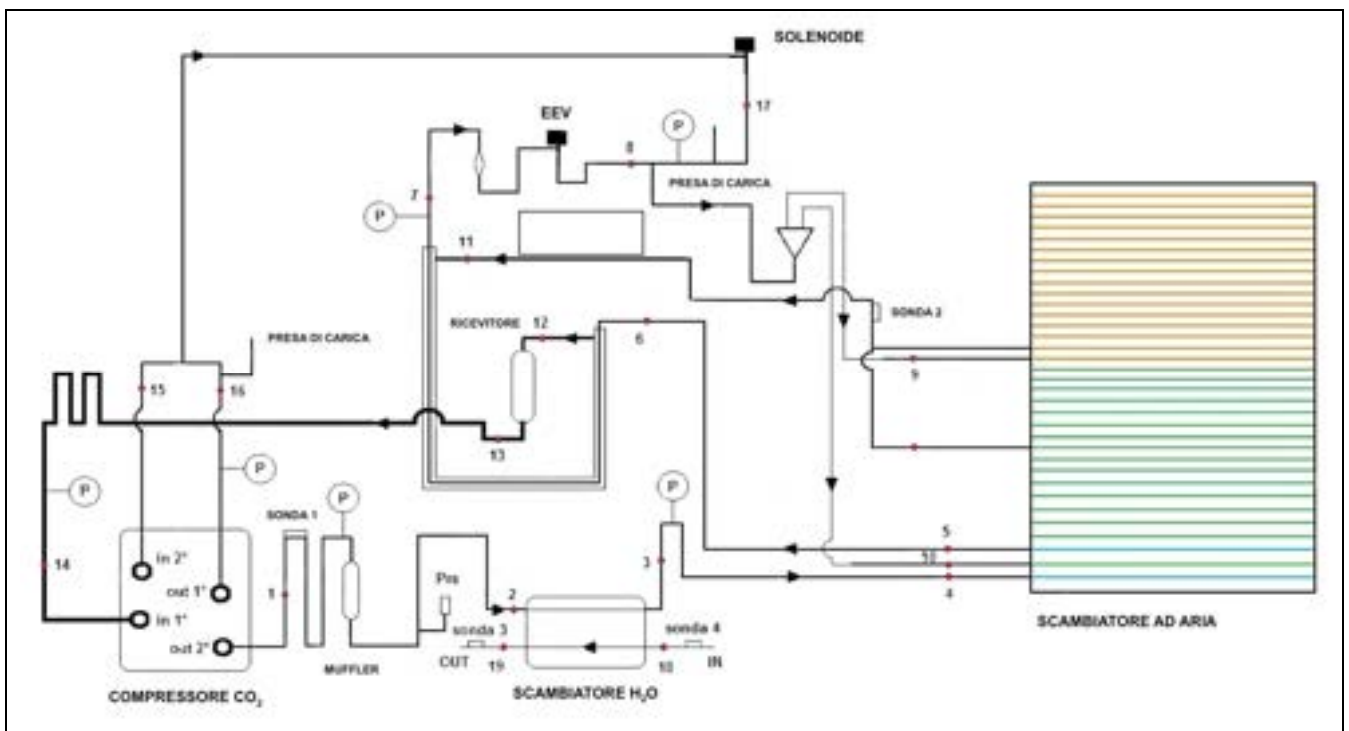 SOLENOIDE
17
EEV
P
8
PRESA DI CARICA
7
P
11
SONDA 2
RICEVITORE
12
6
PRESA DI CARICA
9
15
16
13
P
P
P
P
SONDA 1
14
in 2°
out 1°
in 1°
out 2°
1
5
10
4
3
2
sonda 3
sonda 4
OUT
19
18
IN
MUFFLER
COMPRESSORE CO₂
SCAMBIATORE H₂O
SCAMBIATORE AD ARIA